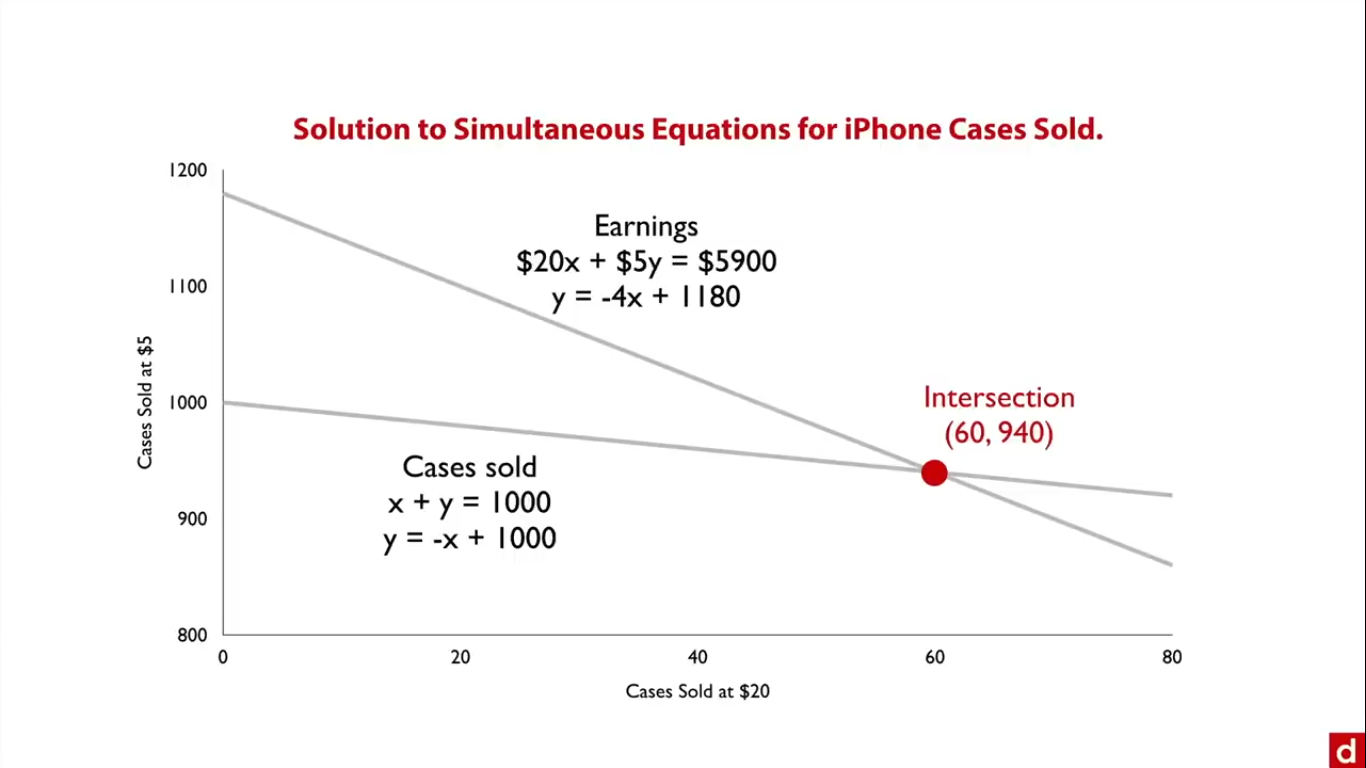 Solution to Simultaneous Equations for iPhone Cases Sold.
1200
1100
1000
900
800
Cases Sold at $5
Earnings
$20x + $5y = $5900
y = -4x + 1180
Intersection
(60, 940)
Cases sold
x + y = 1000
y = -x + 1000
0
20
40
60
80
Cases Sold at $20
d